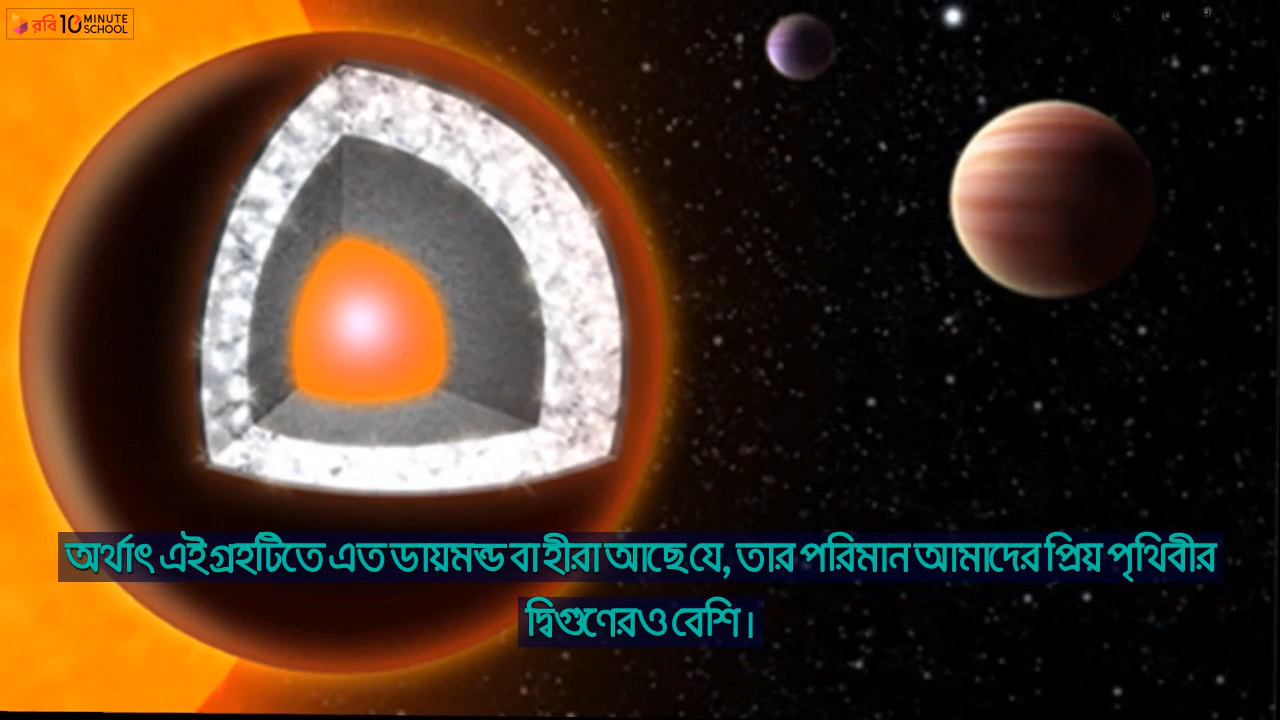 রবি 10 MINUTE
SCHOOL
অর্থাৎ এই গ্রহটিতে এত ডায়মন্ড বা হীরা আছে যে, তার পরিমান আমাদের প্রিয় পৃথিবীর
দ্বিগুণেরও বেশি।